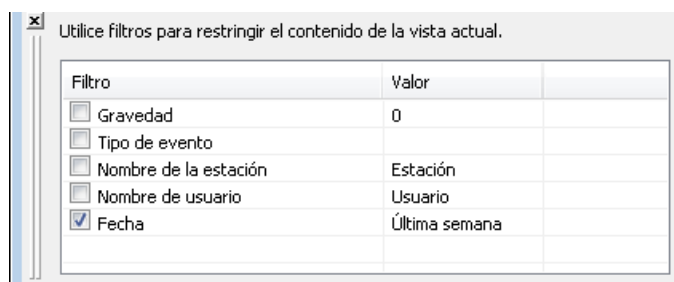 Utilice filtros para restringir el contenido de la vista actual.
Filtro Valor
Gravedad 0
Tipo de evento
Nombre de la estación Estación
Nombre de usuario Usuario
Fecha Última semana